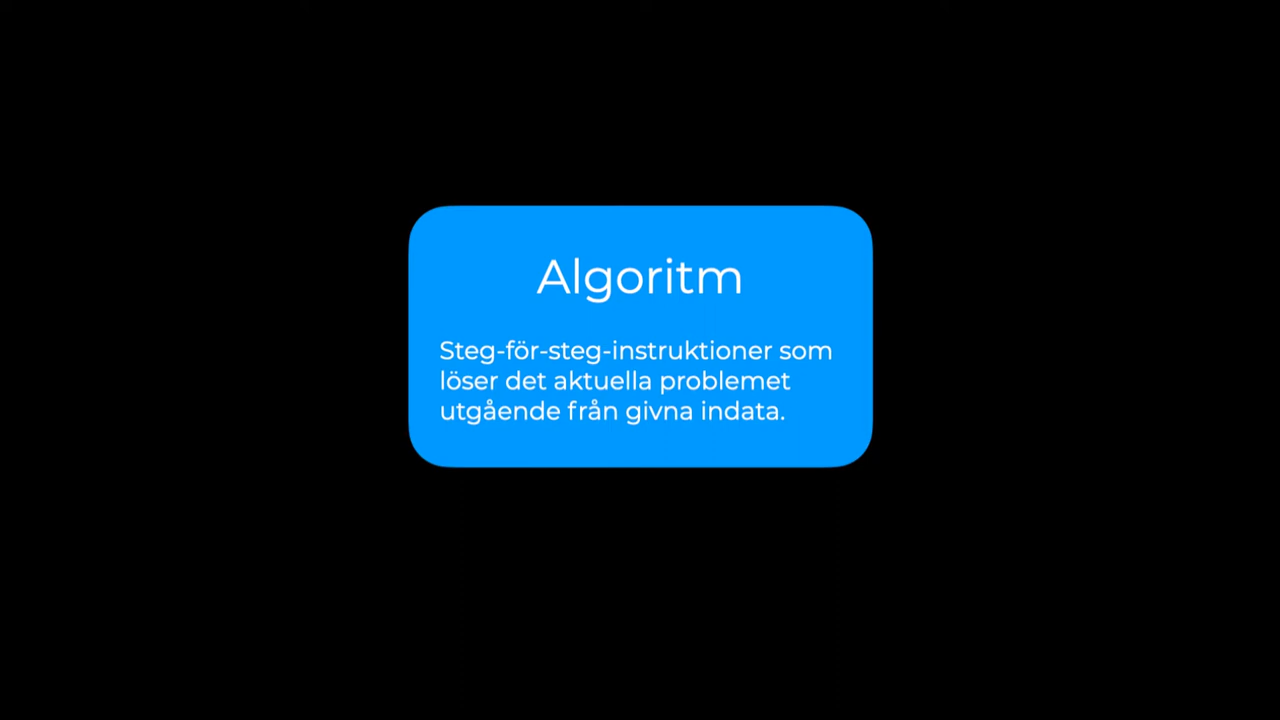 Algoritm
Steg-för-steg-instruktioner som
löser det aktuella problemet
utgående från givna indata.